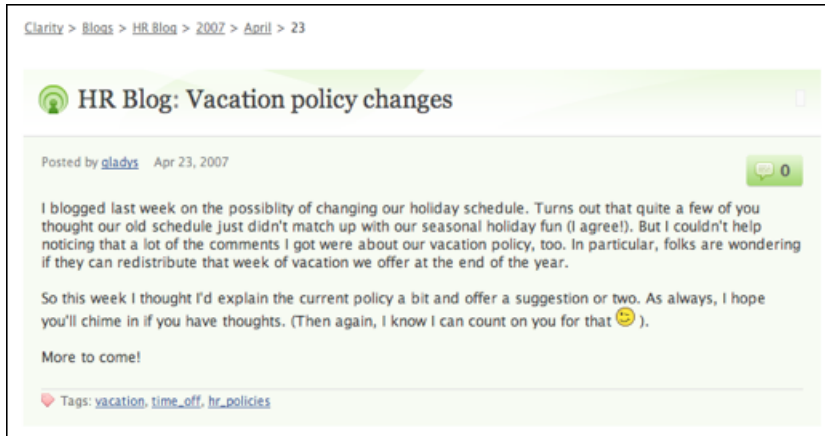 Clarity > Blogs > HR Blog > 2007 > April > 23
HR Blog: Vacation policy changes
Posted by gladys Apr 23, 2007
0
I blogged last week on the possiblity of changing our holiday schedule. Turns out that quite a few of you
thought our old schedule just didn't match up with our seasonal holiday fun (I agree!). But I couldn't help
noticing that a lot of the comments I got were about our vacation policy, too. In particular, folks are wondering
if they can redistribute that week of vacation we offer at the end of the year.
So this week I thought I'd explain the current policy a bit and offer a suggestion or two. As always, I hope
you'll chime in if you have thoughts. (Then again, I know I can count on you for that 😉 ).
More to come!
Tags: vacation, time_off, hr_policies